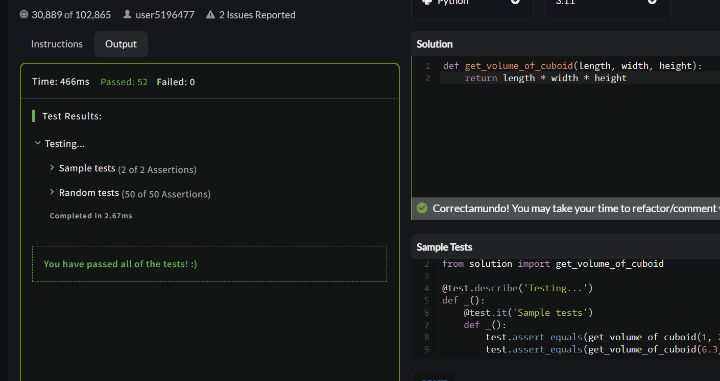 30,889 of 102,865 user5196477 2 Issues Reported
Python 3.11
Instructions Output
Time: 466ms Passed: 52 Failed: 0
Test Results:
Testing...
Sample tests (2 of 2 Assertions)
Random tests (50 of 50 Assertions)
Completed in 2.67ms
You have passed all of the tests! :)
Solution
1 def get_volume_of_cuboid(length, width, height):
2 return length * width * height
Correctamundo! You may take your time to refactor/comment
Sample Tests
2 from solution import get_volume_of_cuboid
3
4 @test.describe('Testing...')
5 def _():
6 @test.it('Sample tests')
7 def _():
8 test.assert_equals(get_volume_of_cuboid(1,
9 test.assert_equals(get_volume_of_cuboid(6.3